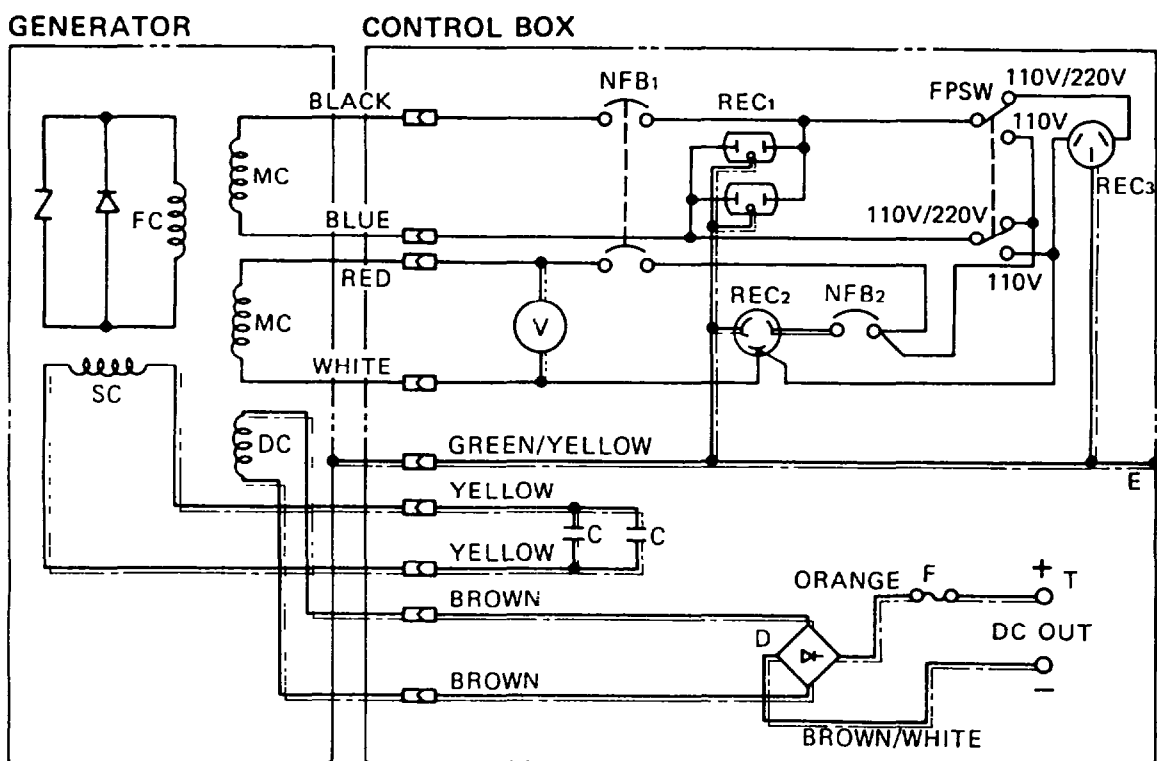 GENERATOR
CONTROL BOX
BLACK
NFB1
REC1
FPSW
110V/220V
110V
REC3
MC
FC
BLUE
110V/220V
110V
RED
MC
V
REC2
NFB2
WHITE
SC
DC
GREEN/YELLOW
E
YELLOW
C
C
YELLOW
ORANGE
F
+
T
BROWN
D
DC OUT
BROWN
−
BROWN/WHITE